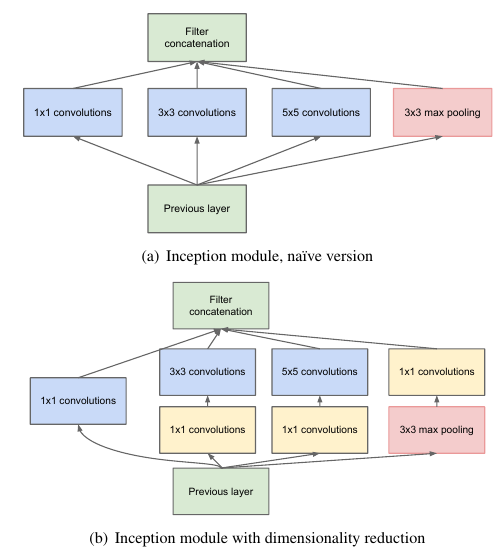 Filter
concatenation
1x1 convolutions
3x3 convolutions
5x5 convolutions
3x3 max pooling
Previous layer
(a) Inception module, naïve version
Filter
concatenation
3x3 convolutions
5x5 convolutions
1x1 convolutions
1x1 convolutions
1x1 convolutions
1x1 convolutions
3x3 max pooling
Previous layer
(b) Inception module with dimensionality reduction